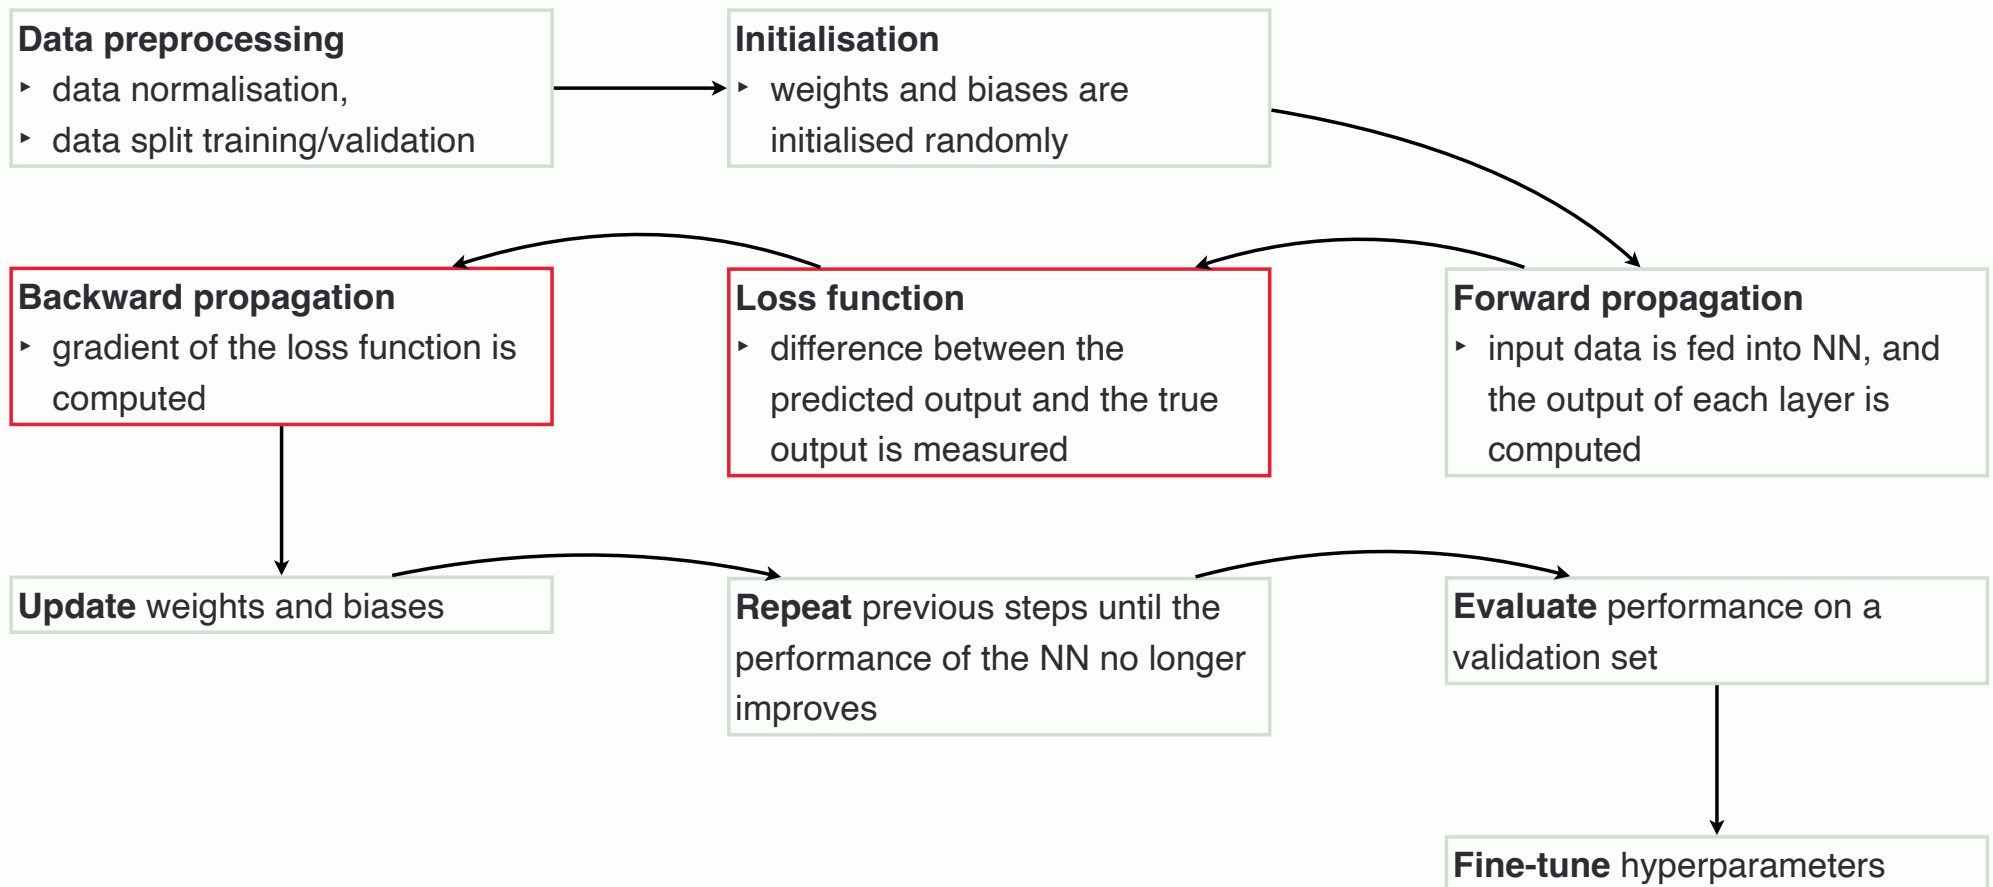 Data preprocessing
‣ data normalisation,
‣ data split training/validation
Initialisation
‣ weights and biases are
initialised randomly
Forward propagation
‣ input data is fed into NN, and
the output of each layer is
computed
Loss function
‣ difference between the
predicted output and the true
output is measured
Backward propagation
‣ gradient of the loss function is
computed
Update weights and biases
Repeat previous steps until the
performance of the NN no longer
improves
Evaluate performance on a
validation set
Fine-tune hyperparameters